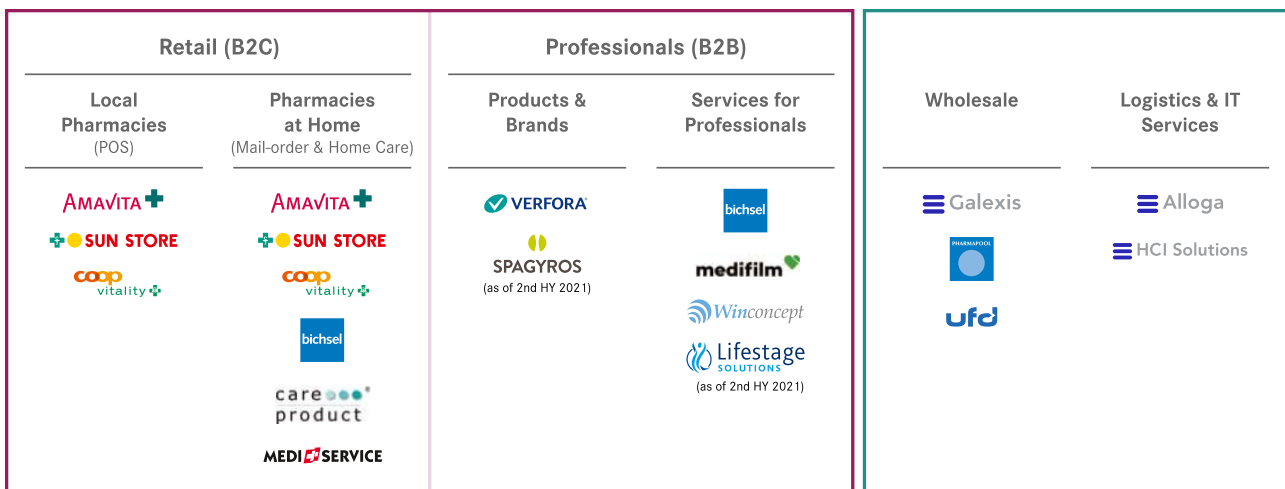 Retail (B2C)
Local
Pharmacies
(POS)
AMAVITA
SUN STORE
coop
vitality
Pharmacies
at Home
(Mail-order & Home Care)
AMAVITA
SUN STORE
coop
vitality
bichsel
care
product
MEDI SERVICE
Professionals (B2B)
Products &
Brands
VERFORA®
SPAGYROS
(as of 2nd HY 2021)
Services for
Professionals
bichsel
medifilm
Winconcept
Lifestage
SOLUTIONS
(as of 2nd HY 2021)
Wholesale
Galexis
PHARMAPOOL
ufd
Logistics & IT
Services
Alloga
HCI Solutions